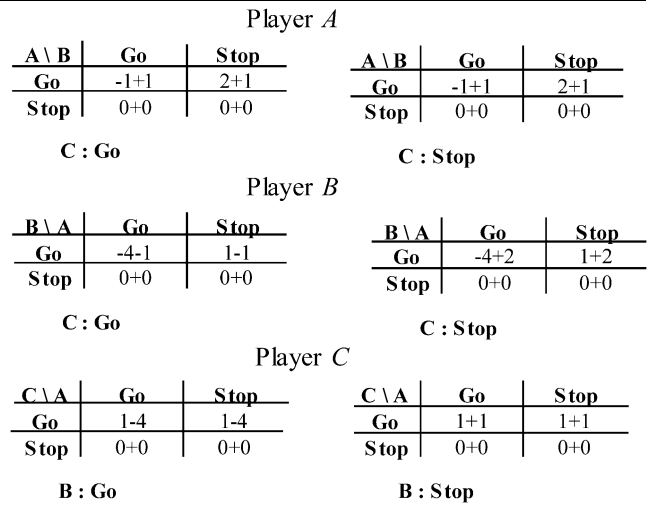 Player A
A \ B Go Stop A \ B Go Stop
Go -1+1 2+1 Go -1+1 2+1
Stop 0+0 0+0 Stop 0+0 0+0
C : Go C : Stop
Player B
B \ A Go Stop B \ A Go Stop
Go -4-1 1-1 Go -4+2 1+2
Stop 0+0 0+0 Stop 0+0 0+0
C : Go C : Stop
Player C
C \ A Go Stop C \ A Go Stop
Go 1-4 1-4 Go 1+1 1+1
Stop 0+0 0+0 Stop 0+0 0+0
B : Go B : Stop